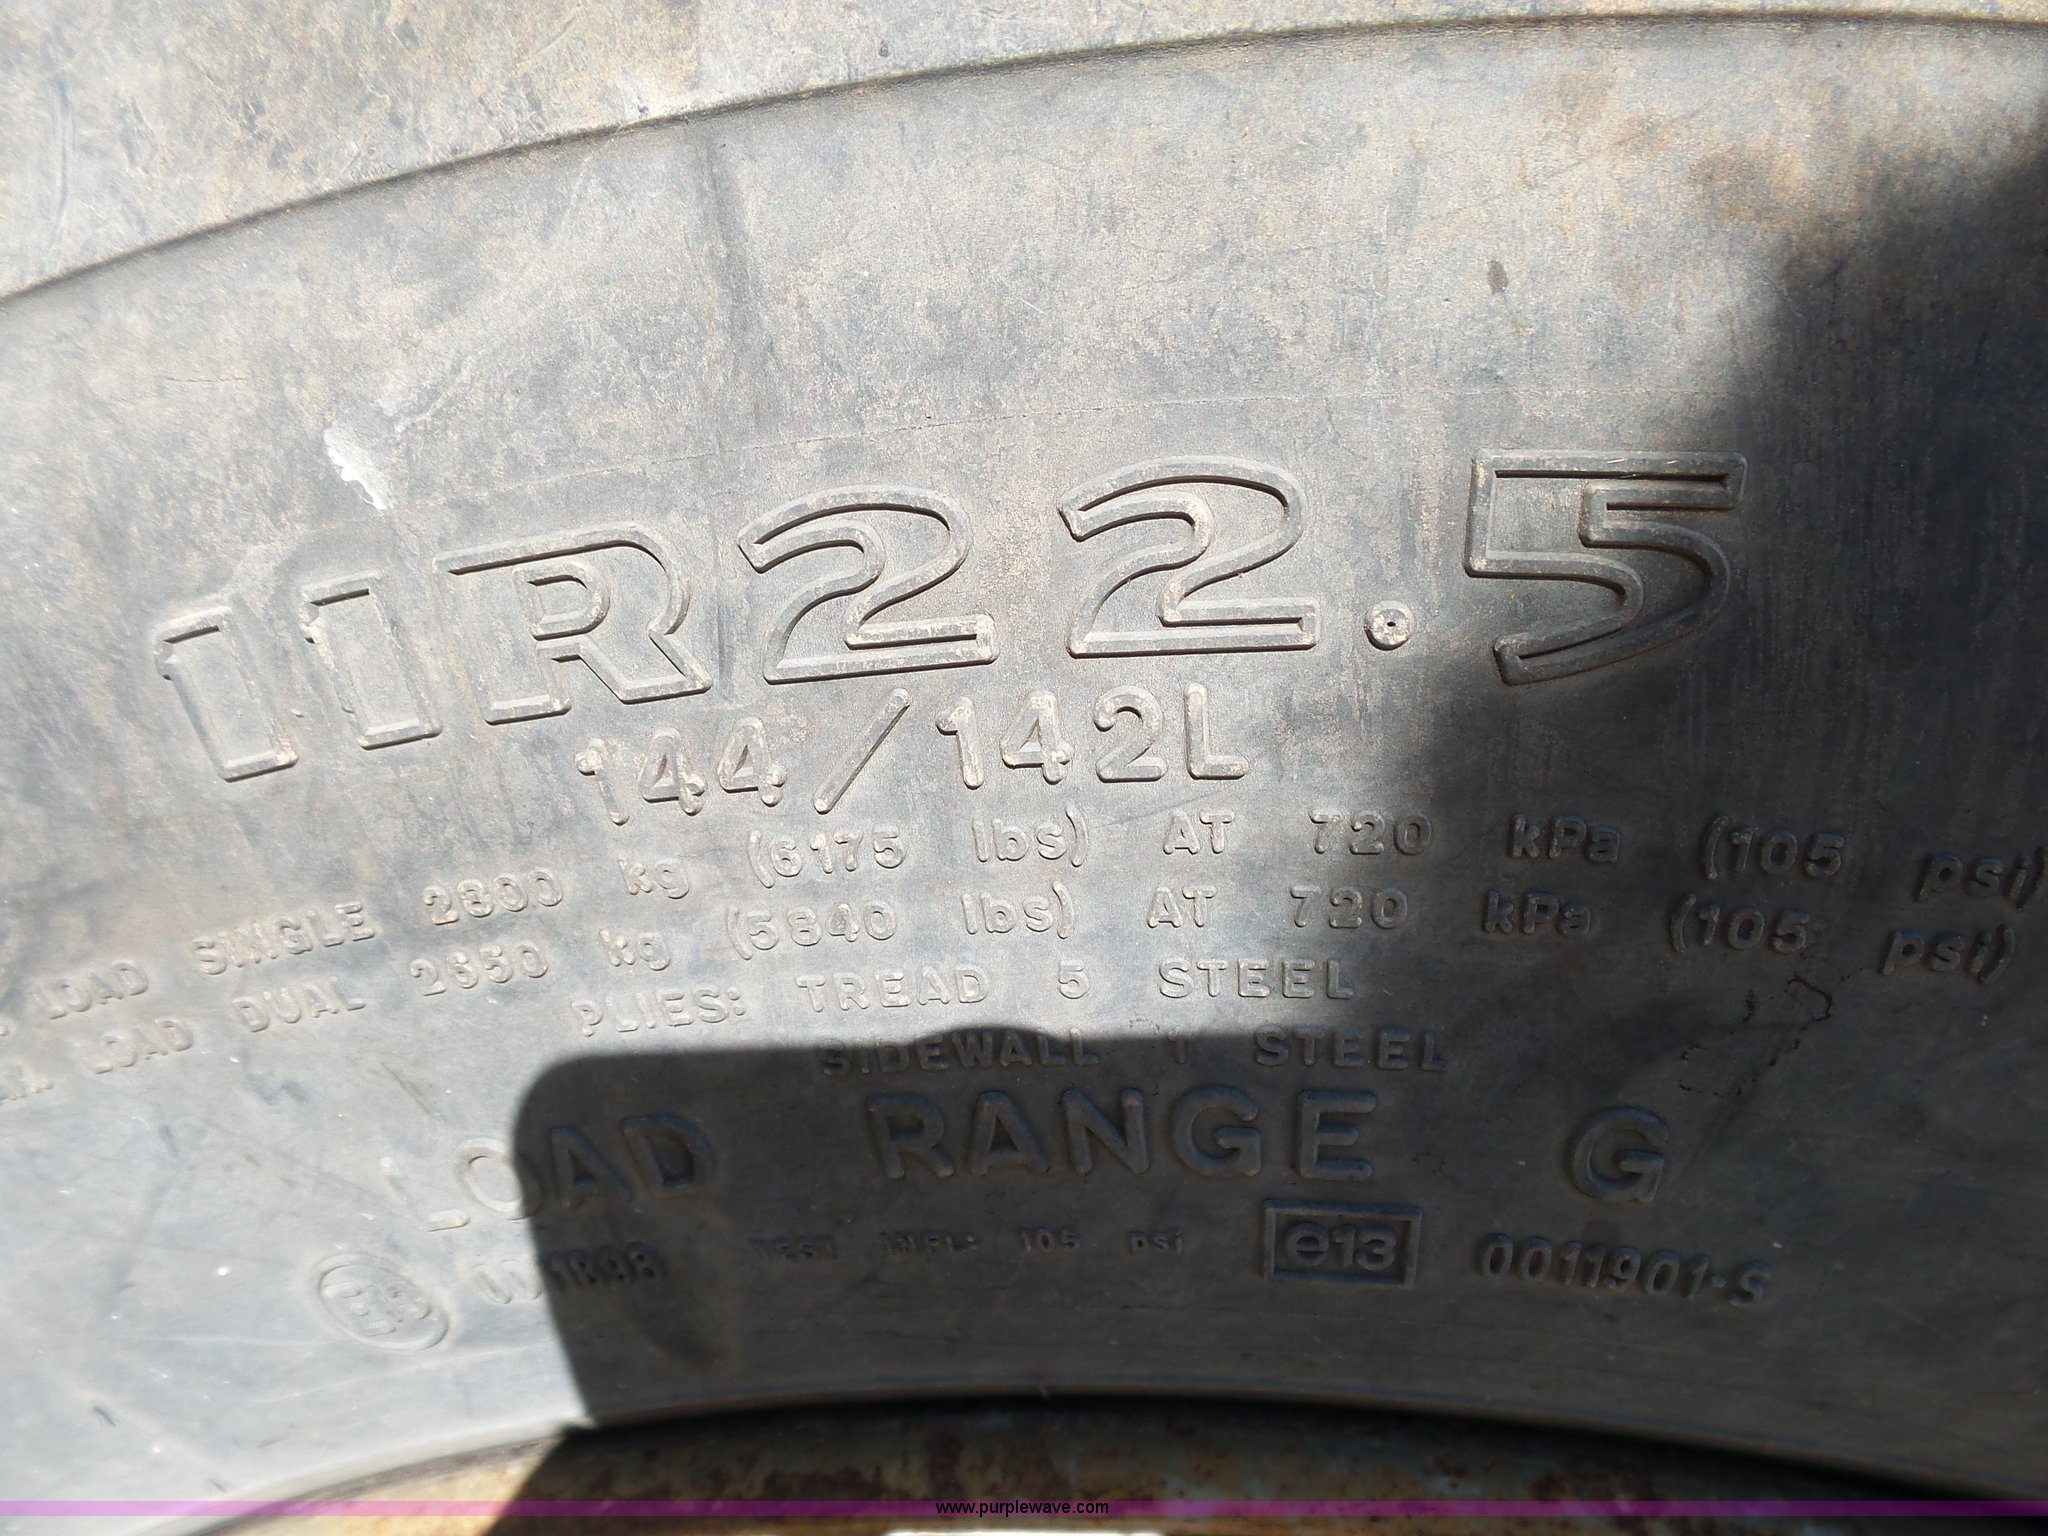 11R22.5
144/142L
LOAD SINGLE 2800 kg (6175 lbs) AT 720 kPa (105 psi)
LOAD DUAL 2650 kg (5840 lbs) AT 720 kPa (105 psi)
PLIES: TREAD 5 STEEL
SIDEWALL 1 STEEL
LOAD RANGE G
TEST INFL: 105 psi e13 0011901-S
www.purplewave.com